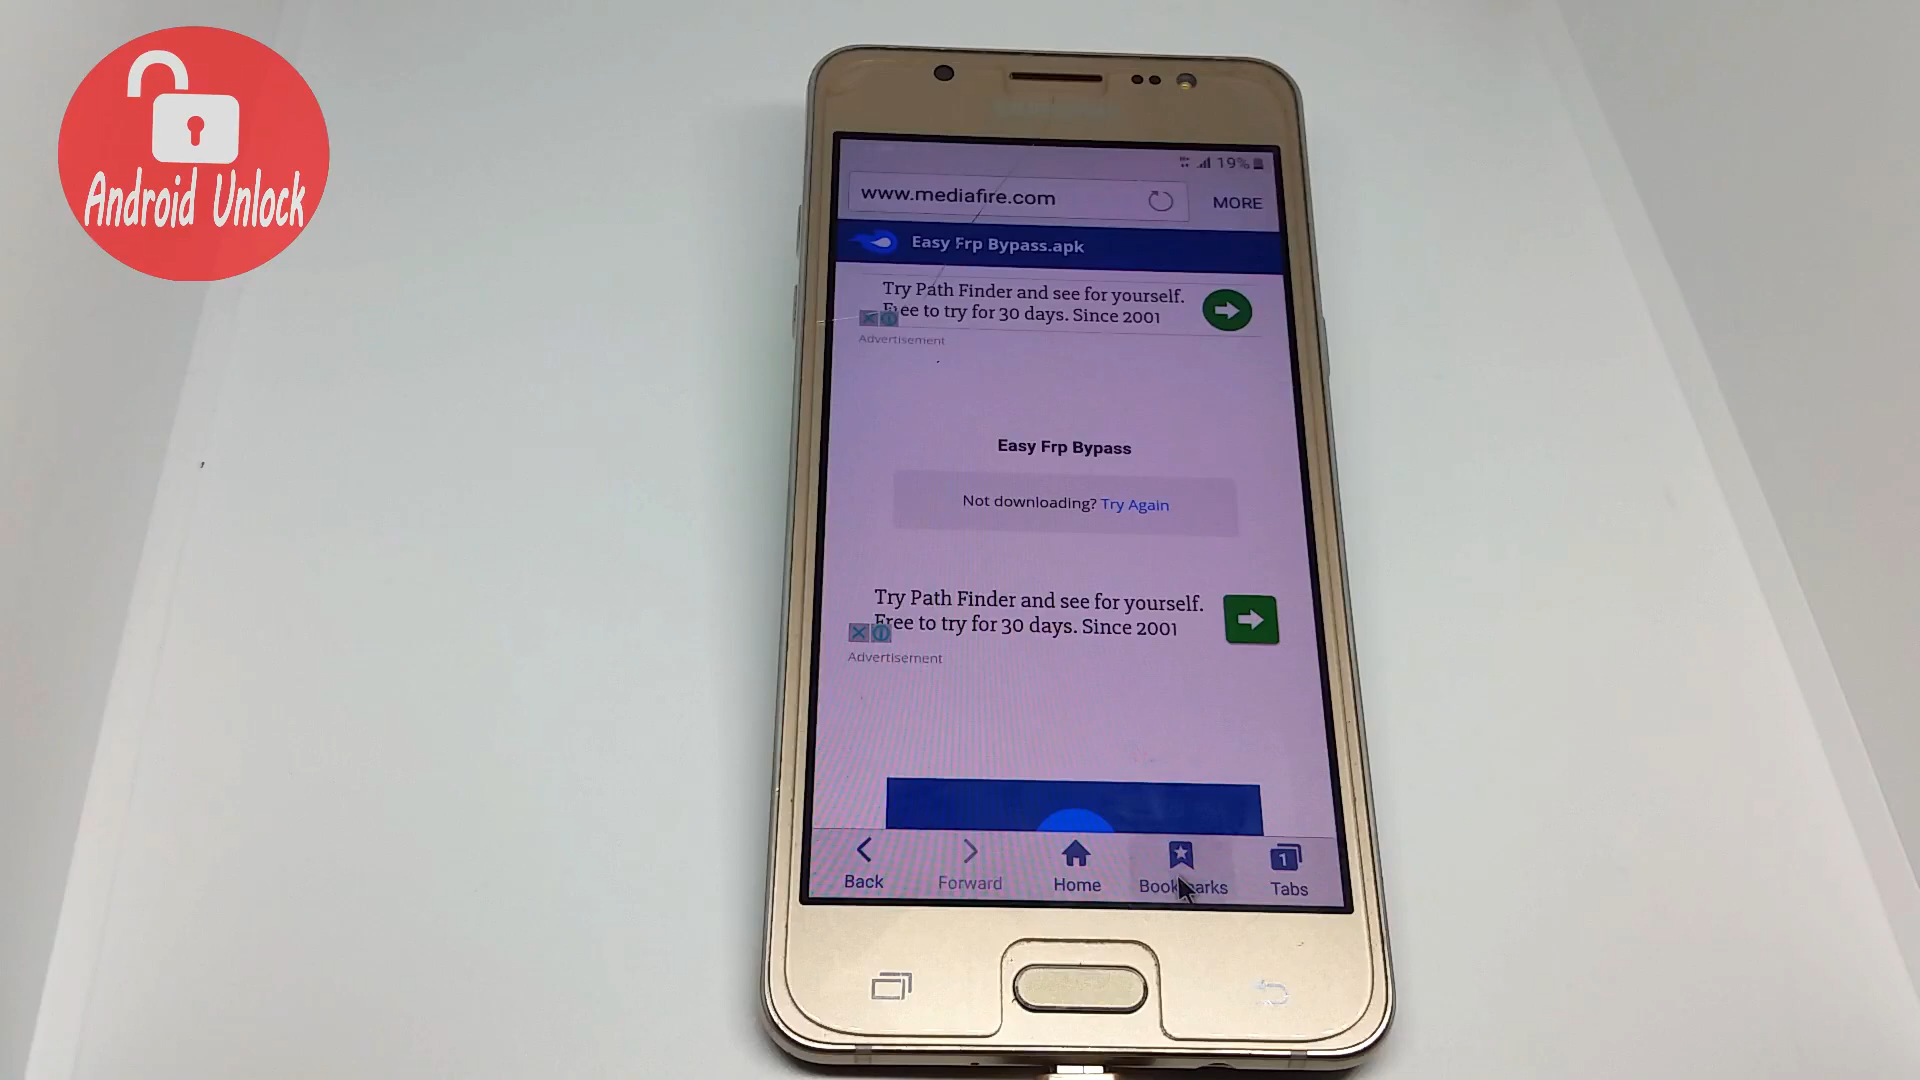 Android Unlock
19%
www.mediafire.com
MORE
Easy Frp Bypass.apk
Try Path Finder and see for yourself.
Free to try for 30 days. Since 2001
Advertisement
Easy Frp Bypass
Not downloading? Try Again
Try Path Finder and see for yourself.
Free to try for 30 days. Since 2001
Advertisement
1
Back
Forward
Home
Bookmarks
Tabs